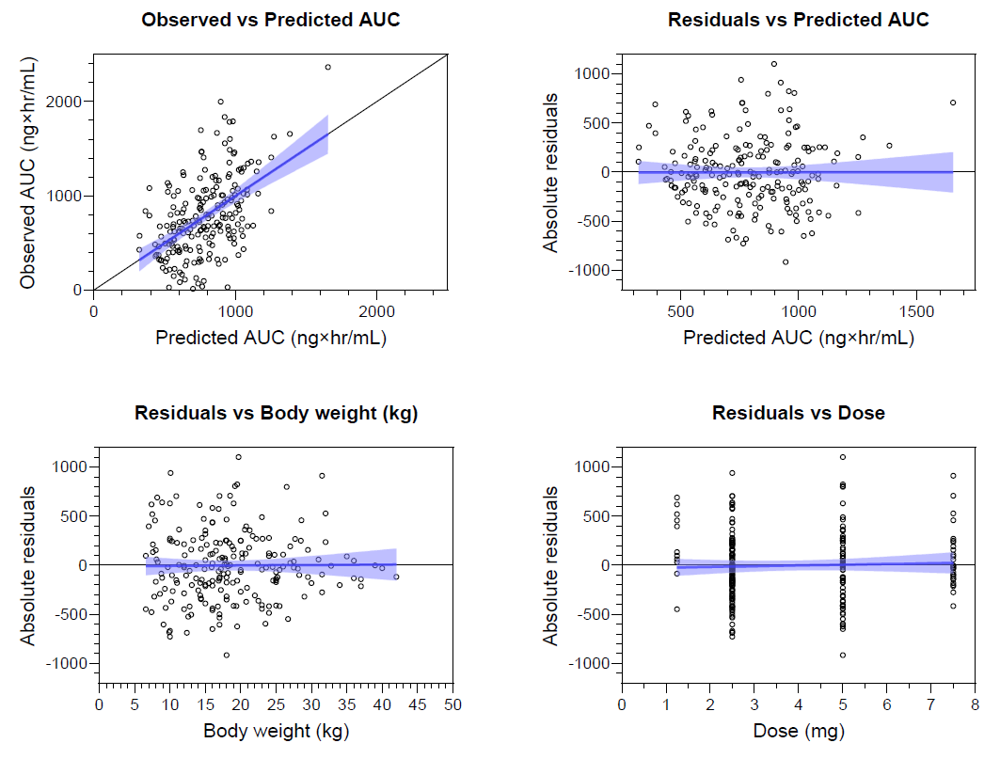 Observed vs Predicted AUC
Observed AUC (ng×hr/mL)
2000
1000
0
0 1000 2000
Predicted AUC (ng×hr/mL)
Residuals vs Predicted AUC
Absolute residuals
1000
500
0
-500
-1000
500 1000 1500
Predicted AUC (ng×hr/mL)
Residuals vs Body weight (kg)
Absolute residuals
1000
500
0
-500
-1000
0 5 10 15 20 25 30 35 40 45 50
Body weight (kg)
Residuals vs Dose
Absolute residuals
1000
500
0
-500
-1000
0 1 2 3 4 5 6 7 8
Dose (mg)